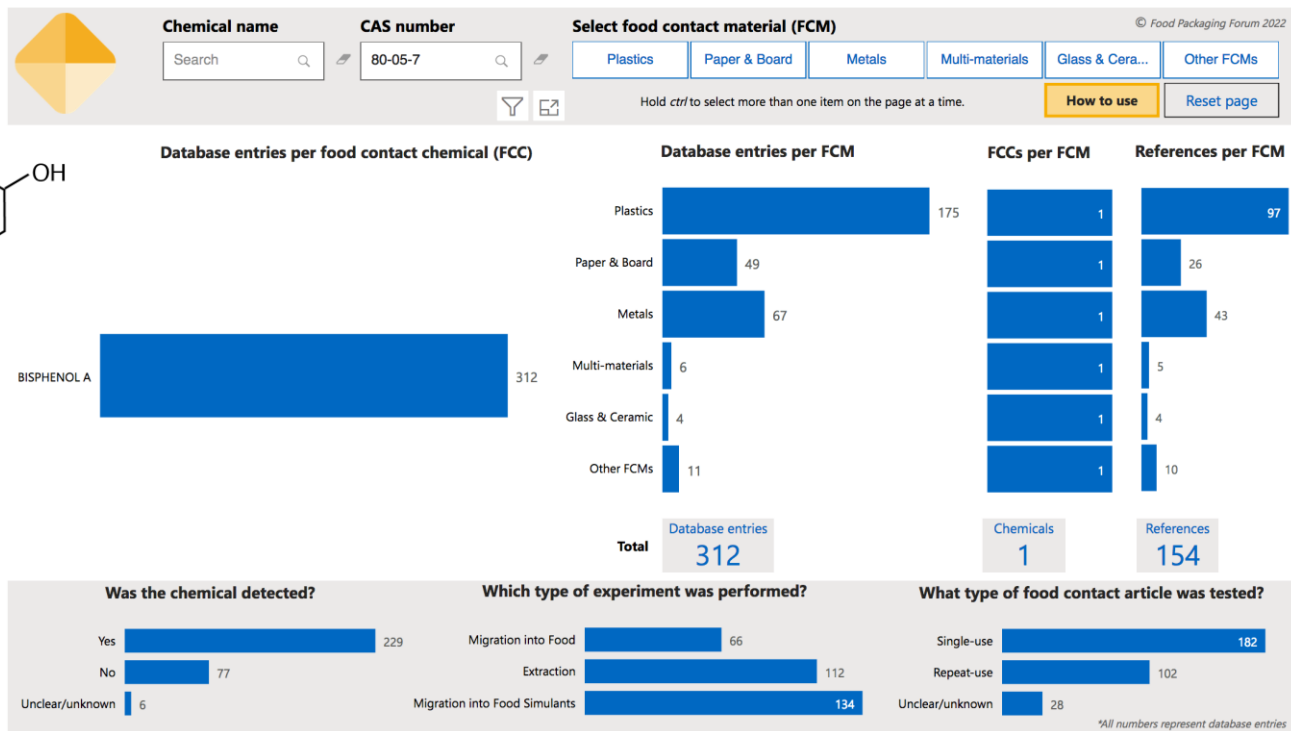 Chemical name
CAS number
Select food contact material (FCM)
© Food Packaging Forum 2022
Search
80-05-7
Plastics
Paper & Board
Metals
Multi-materials
Glass & Cera...
Other FCMs
Hold ctrl to select more than one item on the page at a time.
How to use
Reset page
Database entries per food contact chemical (FCC)
Database entries per FCM
FCCs per FCM
References per FCM
OH
BISPHENOL A
312
Plastics 175 1 97
Paper & Board 49 1 26
Metals 67 1 43
Multi-materials 6 1 5
Glass & Ceramic 4 1 4
Other FCMs 11 1 10
Total
Database entries
312
Chemicals
1
References
154
Was the chemical detected?
Yes 229
No 77
Unclear/unknown 6
Which type of experiment was performed?
Migration into Food 66
Extraction 112
Migration into Food Simulants 134
What type of food contact article was tested?
Single-use 182
Repeat-use 102
Unclear/unknown 28
*All numbers represent database entries